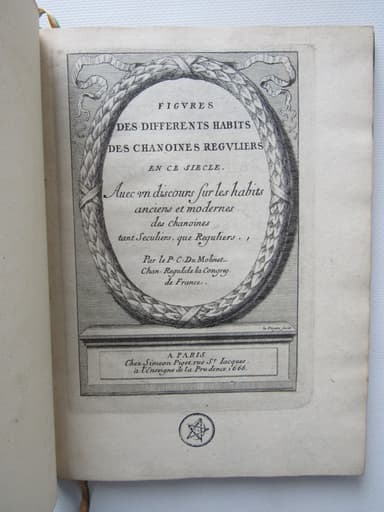 FIGVRES
DES DIFFERENTS HABITS
DES CHANOINES REGVLIERS
EN CE SIECLE.
Auec vn discours sur les habits
anciens et modernes
des chanoines
tant Seculiers, que Reguliers.,
Par le P. C. Du Molinet
Chan. Regul. de la Congreg.
de France.
A PARIS
Chez Simeon Piget, rue St. Iacques
à l'Enseigne de la Prudence. 1666.